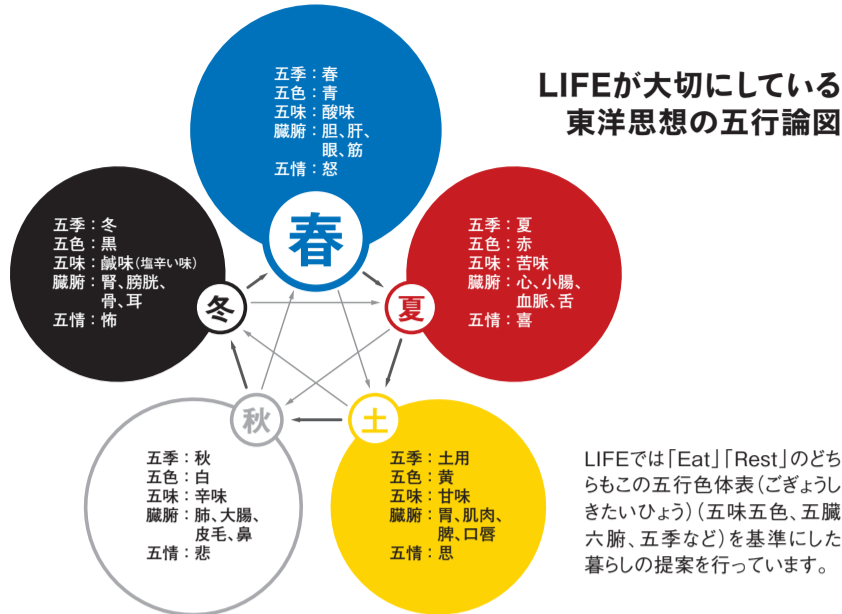 LIFEが大切にしている
東洋思想の五行論図
五季：春
五色：青
五味：酸味
臓腑：胆、肝、
眼、筋
五情：怒
春
五季：冬
五色：黒
五味：鹹味（塩辛い味）
臓腑：腎、膀胱、
骨、耳
五情：怖
冬
五季：夏
五色：赤
五味：苦味
臓腑：心、小腸、
血脈、舌
五情：喜
夏
秋
五季：秋
五色：白
五味：辛味
臓腑：肺、大腸、
皮毛、鼻
五情：悲
土
五季：土用
五色：黄
五味：甘味
臓腑：胃、肌肉、
脾、口唇
五情：思
LIFEでは「Eat」「Rest」のどち
らもこの五行色体表（ごぎょうし
きたいひょう）（五味五色、五臓
六腑、五季など）を基準にした
暮らしの提案を行っています。